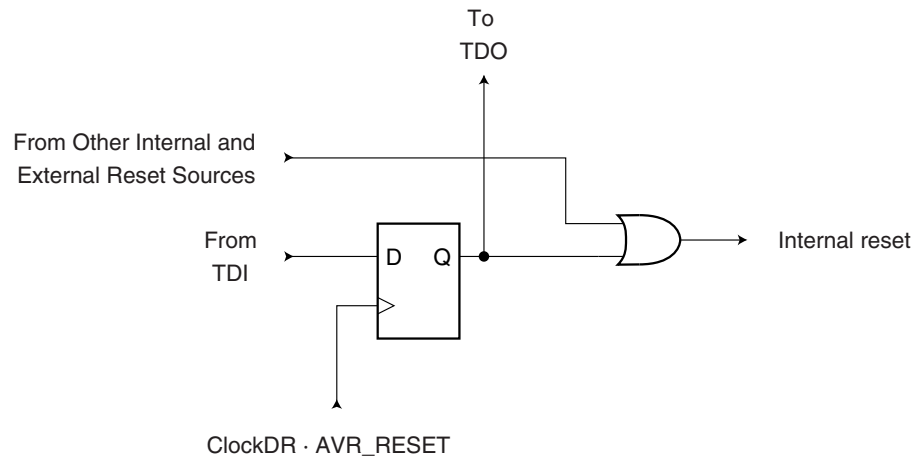 To
TDO
From Other Internal and
External Reset Sources
From
TDI
D
Q
Internal reset
ClockDR · AVR_RESET